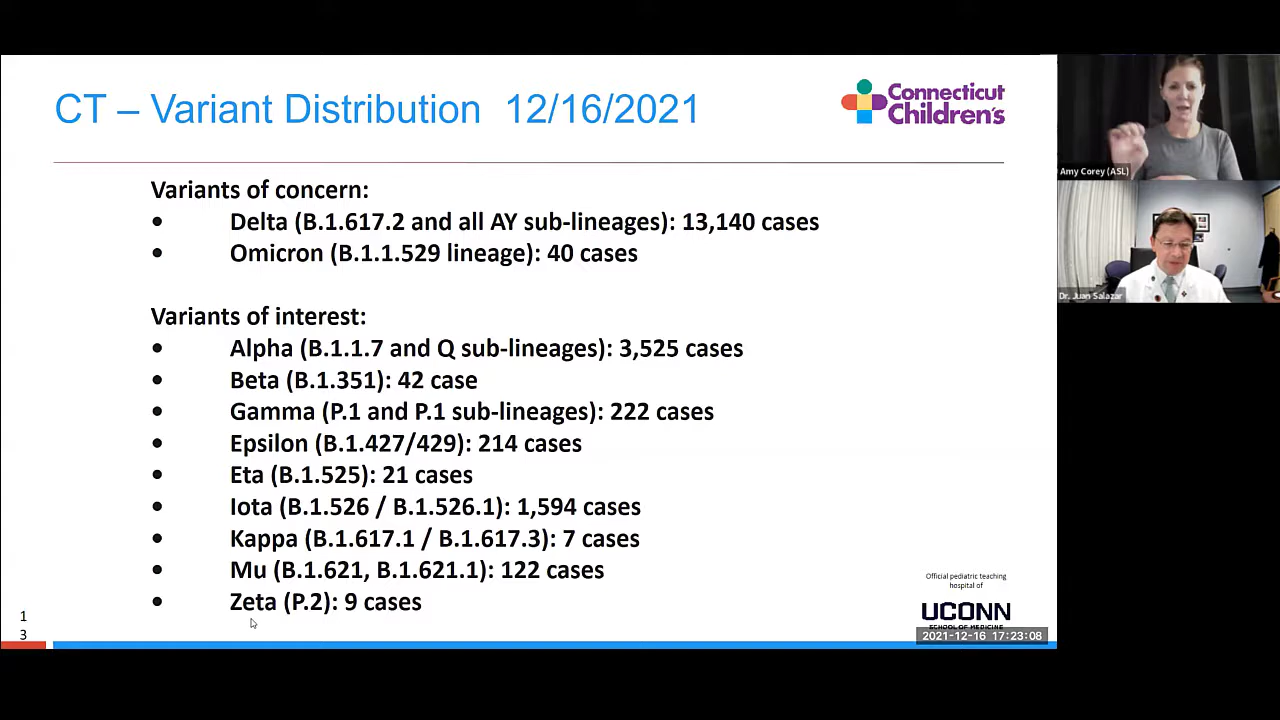 CT – Variant Distribution 12/16/2021
Connecticut
Children's
Amy Corey (ASL)
Variants of concern:
• Delta (B.1.617.2 and all AY sub-lineages): 13,140 cases
• Omicron (B.1.1.529 lineage): 40 cases
Dr. Juan Salazar
Variants of interest:
• Alpha (B.1.1.7 and Q sub-lineages): 3,525 cases
• Beta (B.1.351): 42 case
• Gamma (P.1 and P.1 sub-lineages): 222 cases
• Epsilon (B.1.427/429): 214 cases
• Eta (B.1.525): 21 cases
• Iota (B.1.526 / B.1.526.1): 1,594 cases
• Kappa (B.1.617.1 / B.1.617.3): 7 cases
• Mu (B.1.621, B.1.621.1): 122 cases
• Zeta (P.2): 9 cases
Official pediatric teaching
hospital of
UCONN
SCHOOL OF MEDICINE
2021-12-16 17:23:08
1
3